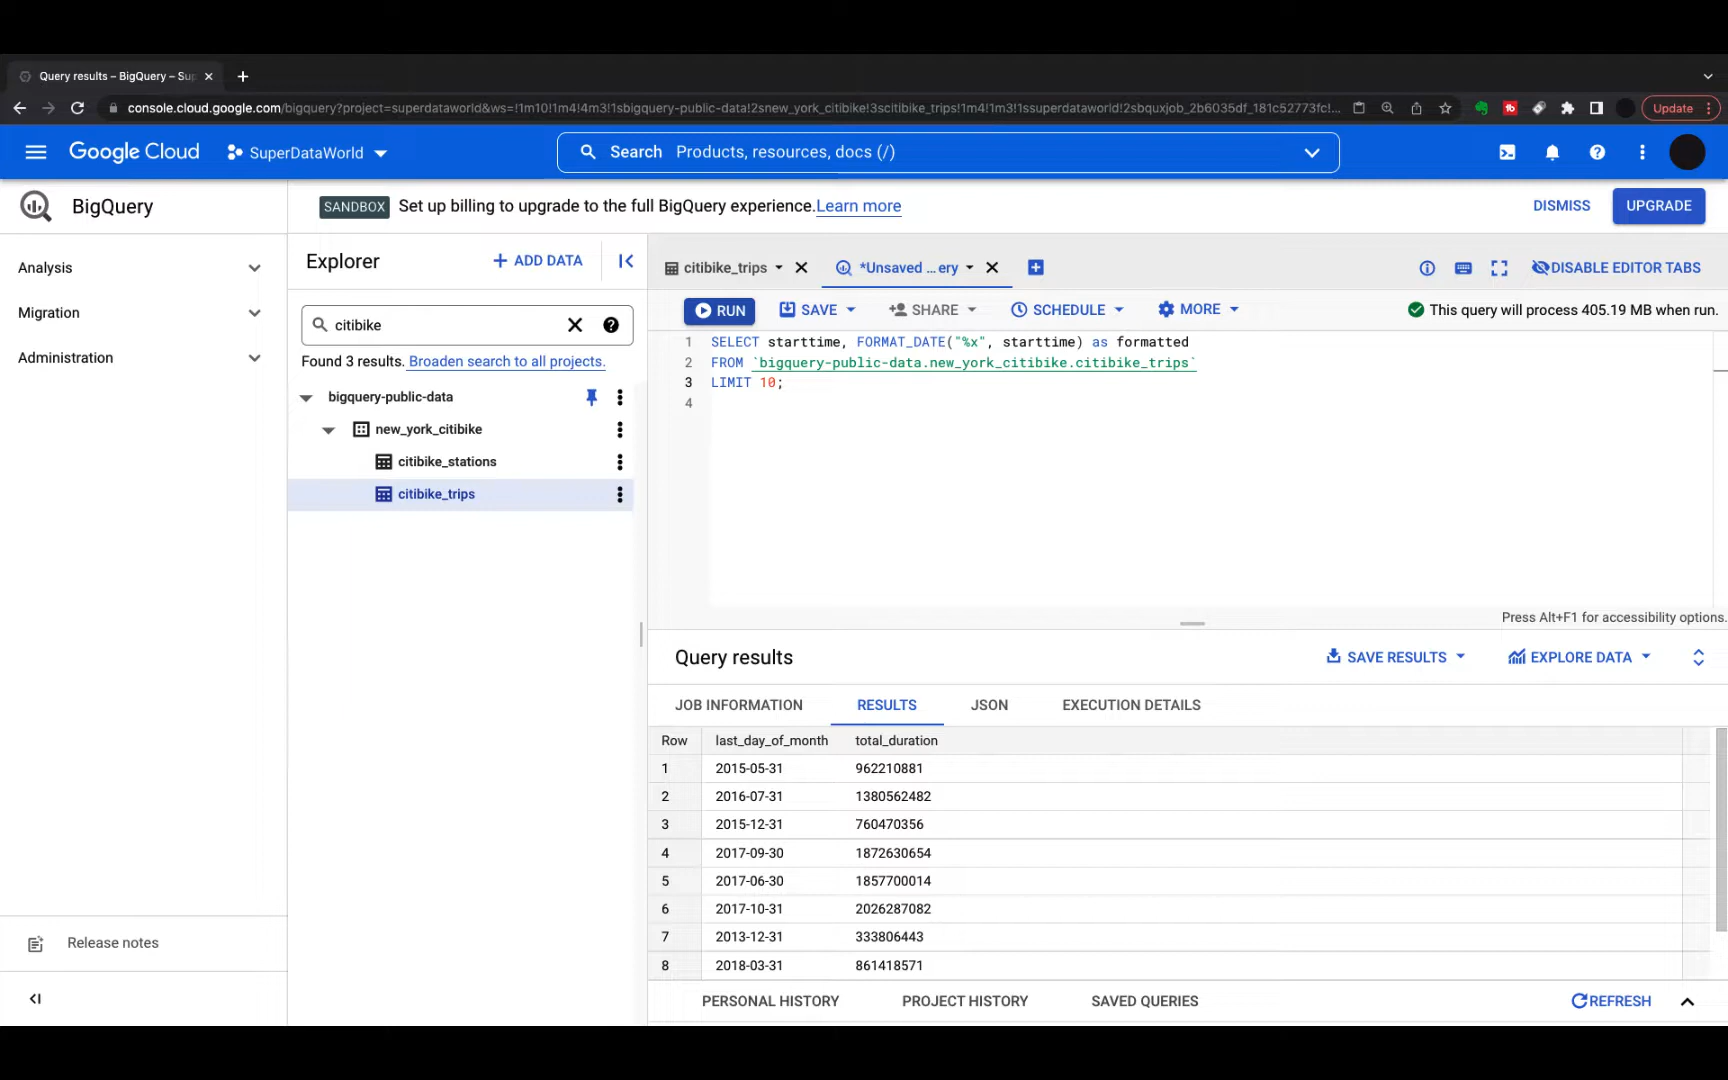 Query results – BigQuery – Sup
console.cloud.google.com/bigquery?project=superdataworld&ws=!1m10!1m4!4m3!1sbigquery-public-data!2snew_york_citibike!3scitibike_trips!1m4!1m3!1ssuperdataworld!2sbquxjob_2b6035df_181c52773fc!...
Update
Google Cloud
SuperDataWorld
Search Products, resources, docs (/)
BigQuery
SANDBOX Set up billing to upgrade to the full BigQuery experience. Learn more
DISMISS
UPGRADE
Analysis
Migration
Administration
Release notes
Explorer
+ ADD DATA
citibike
Found 3 results. Broaden search to all projects.
bigquery-public-data
new_york_citibike
citibike_stations
citibike_trips
citibike_trips
*Unsaved ...ery
DISABLE EDITOR TABS
RUN
SAVE
SHARE
SCHEDULE
MORE
This query will process 405.19 MB when run.
1 SELECT starttime, FORMAT_DATE("%x", starttime) as formatted
2 FROM `bigquery-public-data.new_york_citibike.citibike_trips`
3 LIMIT 10;
4
Press Alt+F1 for accessibility options.
Query results
SAVE RESULTS
EXPLORE DATA
JOB INFORMATION
RESULTS
JSON
EXECUTION DETAILS
Row last_day_of_month total_duration
1 2015-05-31 962210881
2 2016-07-31 1380562482
3 2015-12-31 760470356
4 2017-09-30 1872630654
5 2017-06-30 1857700014
6 2017-10-31 2026287082
7 2013-12-31 333806443
8 2018-03-31 861418571
PERSONAL HISTORY
PROJECT HISTORY
SAVED QUERIES
REFRESH